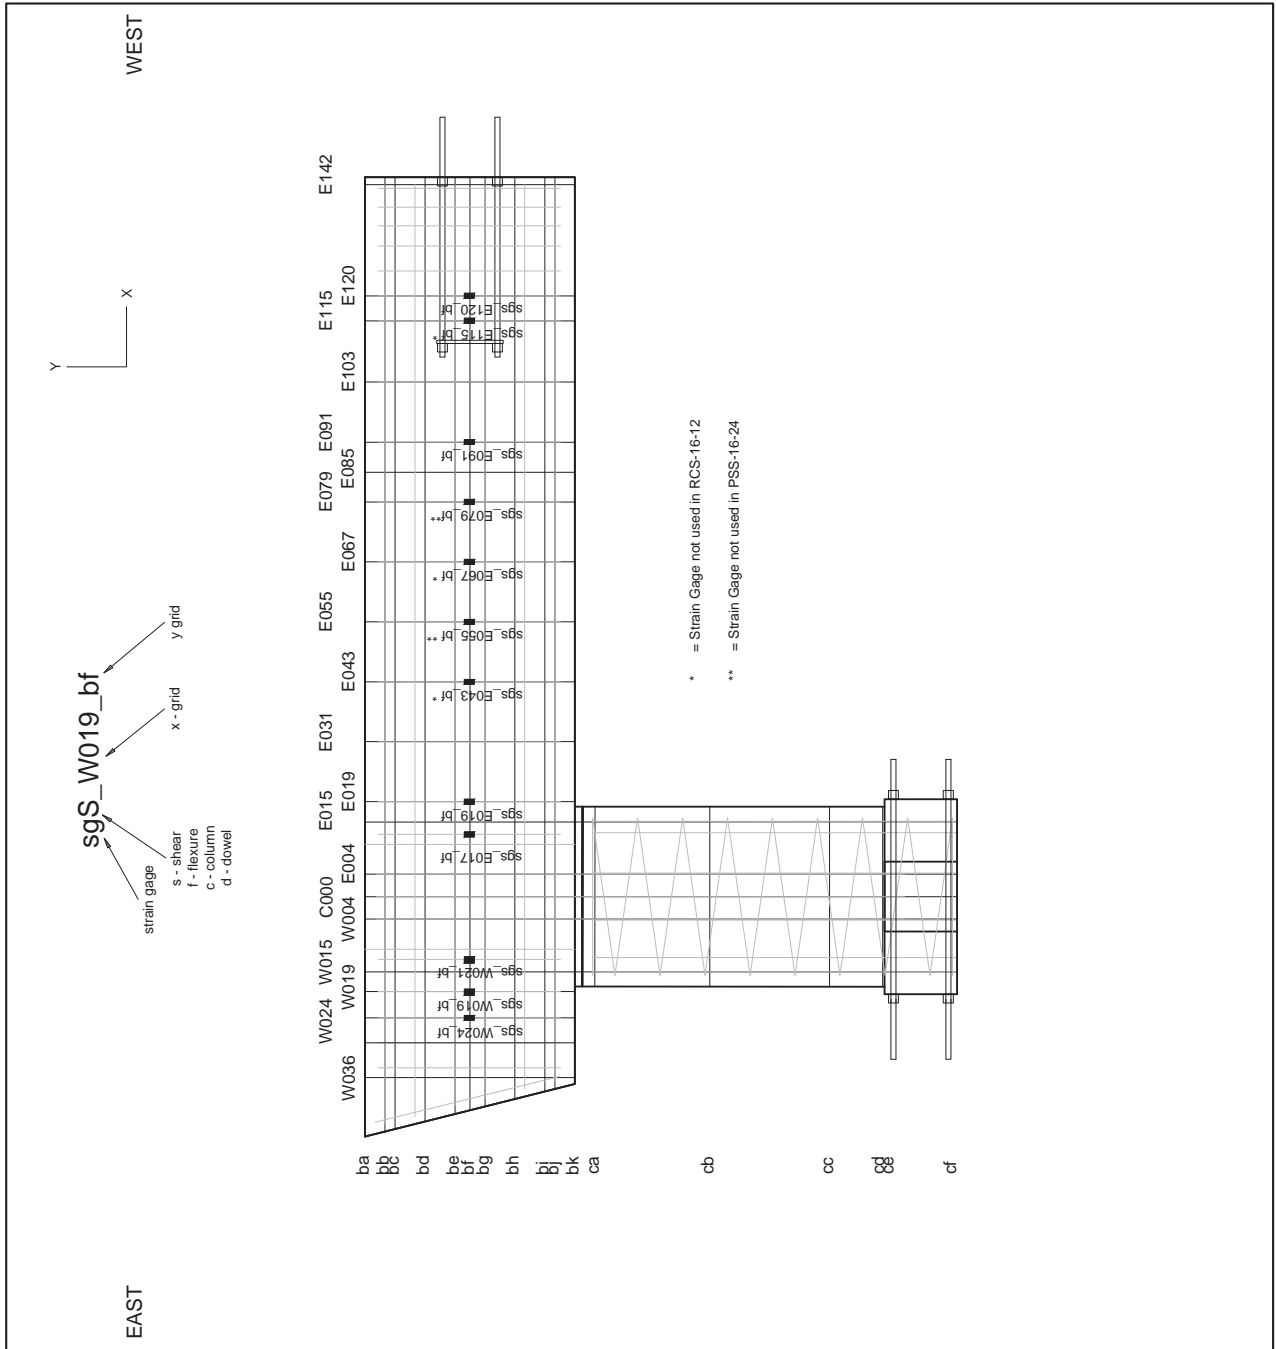 EAST
WEST
sgS_W019_bf
strain gage
s - shear
f - flexure
c - column
d - dowel
x - grid
y grid
Y
X
W036
W024
W019
W015
W004
C000
E004
E015
E019
E031
E043
E055
E067
E079
E085
E091
E103
E115
E120
E142
ba
bb
bc
bd
be
bf
bg
bh
bi
bj
bk
ca
cb
cc
cd
ce
cf
sgs_W024_bf
sgs_W019_bf
sgs_W021_bf
sgs_E017_bf
sgs_E019_bf
sgs_E043_bf *
sgs_E055_bf **
sgs_E067_bf *
sgs_E079_bf **
sgs_E091_bf
sgs_E115_bf *
sgs_E120_bf
* = Strain Gage not used in RCS-16-12
** = Strain Gage not used in PSS-16-24